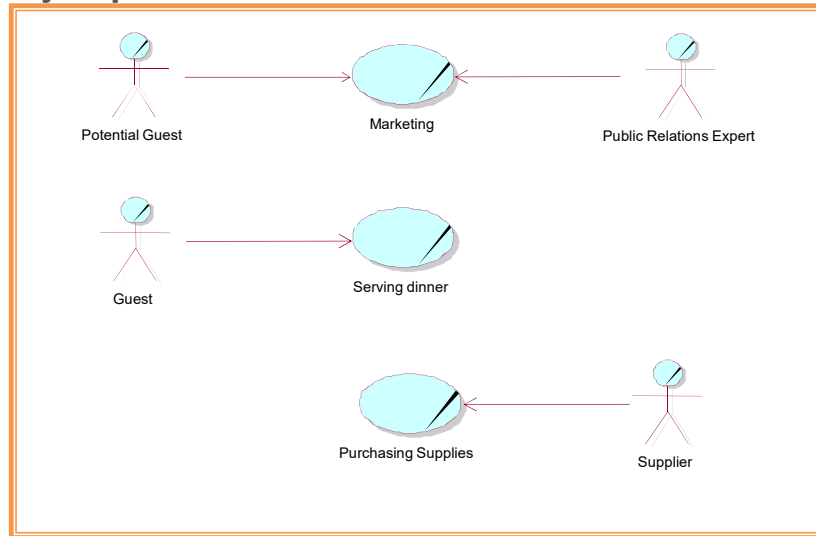 Marketing
Potential Guest
Public Relations Expert
Serving dinner
Guest
Purchasing Supplies
Supplier